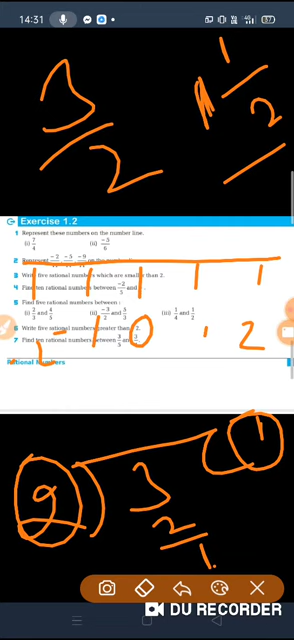 14:31
4G
57
3
2
1 1
2
Exercise 1.2
1 Represent these numbers on the number line.
(i) 7/4 (ii) -5/6
2 Represent -2/11, -5/11, -9/11 on the
3 Write five rational numbers which are smaller than 2.
4 Find ten rational numbers between -2/5 and
5 Find five rational numbers between :
(i) 2/3 and 4/5 (ii) -3/2 and 5/3 (iii) 1/4 and 1/2
6 Write five rational numbers greater than
7 Find ten rational numbers between 3/5 and 3/4.
-2 -1 0 1 2
Rational Numbers
2 3 1
2
1
DU RECORDER